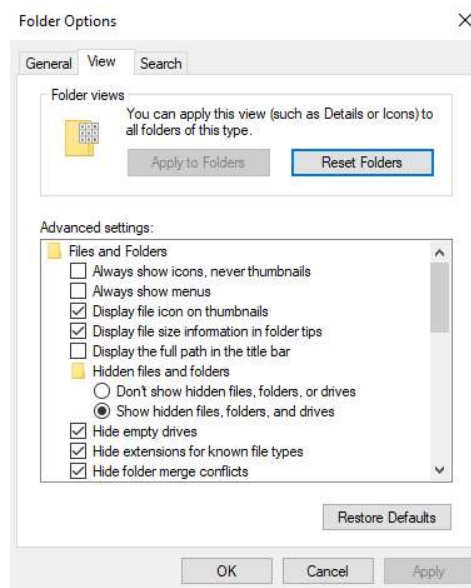 Folder Options
General View Search
Folder views
You can apply this view (such as Details or Icons) to
all folders of this type.
Apply to Folders Reset Folders
Advanced settings:
Files and Folders
Always show icons, never thumbnails
Always show menus
Display file icon on thumbnails
Display file size information in folder tips
Display the full path in the title bar
Hidden files and folders
Don't show hidden files, folders, or drives
Show hidden files, folders, and drives
Hide empty drives
Hide extensions for known file types
Hide folder merge conflicts
Restore Defaults
OK Cancel Apply